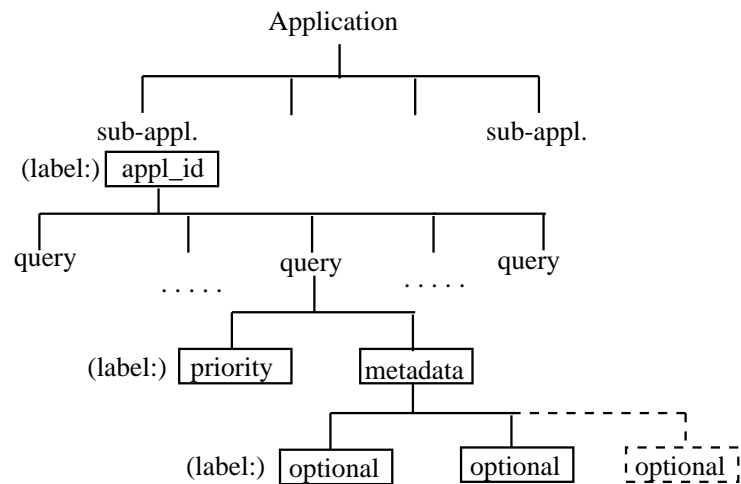 Application
sub-appl. sub-appl.
(label:) appl_id
query query query
..... .....
(label:) priority metadata
(label:) optional optional optional